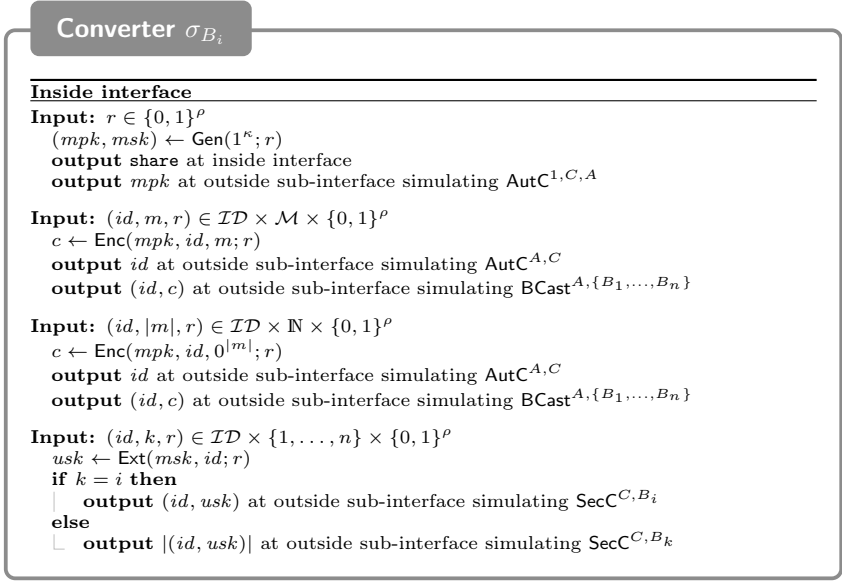 Converter σ_{B_i}
Inside interface
Input: r ∈ {0, 1}^ρ
(mpk, msk) ← Gen(1^κ; r)
output share at inside interface
output mpk at outside sub-interface simulating AutC^{1,C,A}
Input: (id, m, r) ∈ 𝓘𝓓 × 𝓜 × {0, 1}^ρ
c ← Enc(mpk, id, m; r)
output id at outside sub-interface simulating AutC^{A,C}
output (id, c) at outside sub-interface simulating BCast^{A,{B_1,...,B_n}}
Input: (id, |m|, r) ∈ 𝓘𝓓 × ℕ × {0, 1}^ρ
c ← Enc(mpk, id, 0^{|m|}; r)
output id at outside sub-interface simulating AutC^{A,C}
output (id, c) at outside sub-interface simulating BCast^{A,{B_1,...,B_n}}
Input: (id, k, r) ∈ 𝓘𝓓 × {1, . . . , n} × {0, 1}^ρ
usk ← Ext(msk, id; r)
if k = i then
output (id, usk) at outside sub-interface simulating SecC^{C,B_i}
else
output |(id, usk)| at outside sub-interface simulating SecC^{C,B_k}